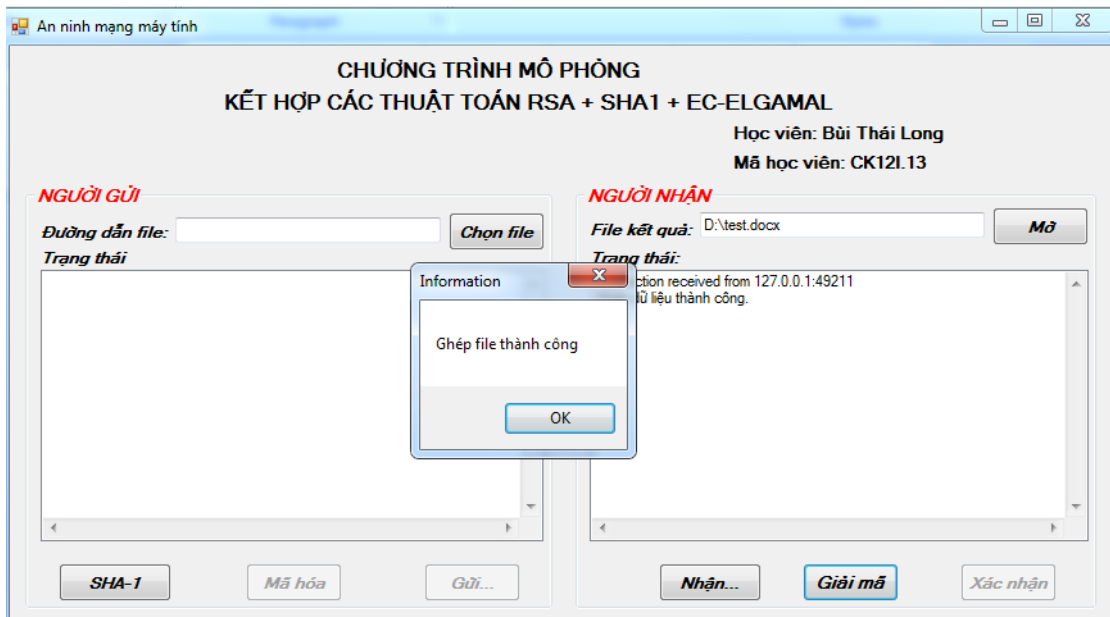 An ninh mạng máy tính
CHƯƠNG TRÌNH MÔ PHỎNG
KẾT HỢP CÁC THUẬT TOÁN RSA + SHA1 + EC-ELGAMAL
Học viên: Bùi Thái Long
Mã học viên: CK12I.13
NGƯỜI GỬI
Đường dẫn file:
Chọn file
Trạng thái
SHA-1
Mã hóa
Gửi...
NGƯỜI NHẬN
File kết quả: D:\test.docx
Mở
Trạng thái:
ction received from 127.0.0.1:49211
dữ liệu thành công.
Nhận...
Giải mã
Xác nhận
Information
Ghép file thành công
OK